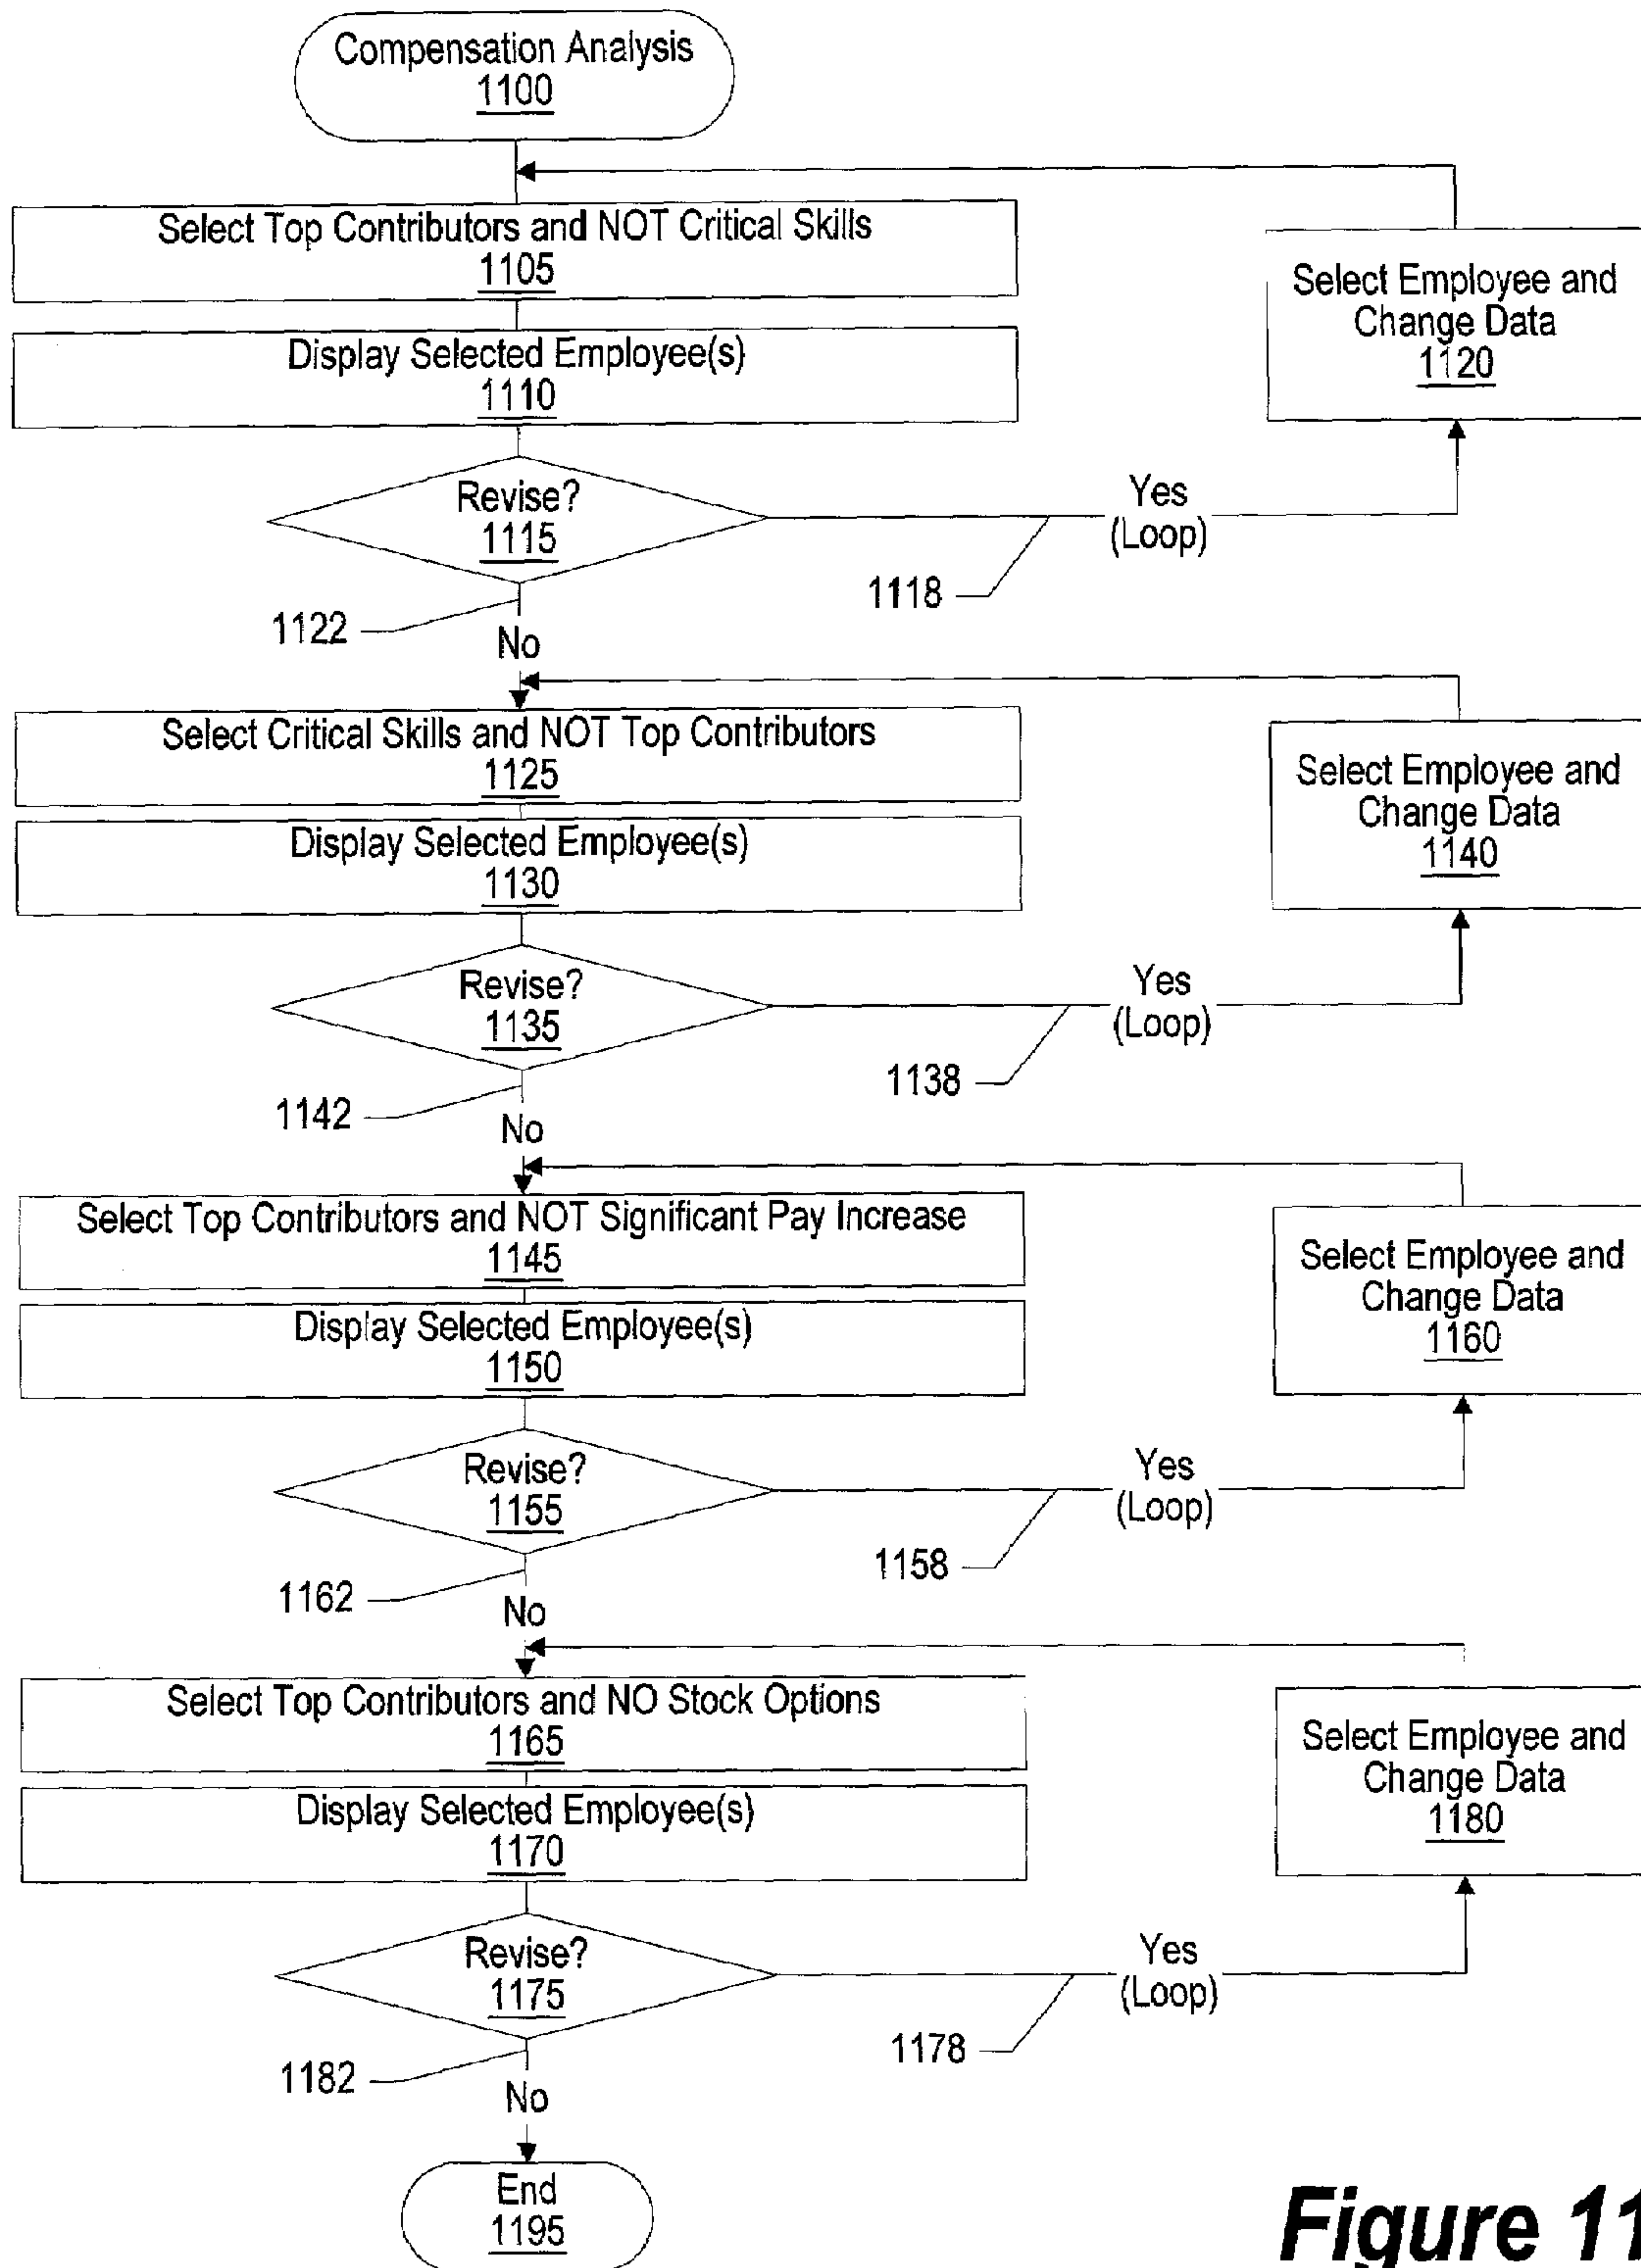 Compensation Analysis
1100
Select Top Contributors and NOT Critical Skills
1105
Display Selected Employee(s)
1110
Select Employee and
Change Data
1120
Revise?
1115
Yes
(Loop)
1118
1122
No
Select Critical Skills and NOT Top Contributors
1125
Display Selected Employee(s)
1130
Select Employee and
Change Data
1140
Revise?
1135
Yes
(Loop)
1138
1142
No
Select Top Contributors and NOT Significant Pay Increase
1145
Display Selected Employee(s)
1150
Select Employee and
Change Data
1160
Revise?
1155
Yes
(Loop)
1158
1162
No
Select Top Contributors and NO Stock Options
1165
Display Selected Employee(s)
1170
Select Employee and
Change Data
1180
Revise?
1175
Yes
(Loop)
1178
1182
No
End
1195
Figure 11